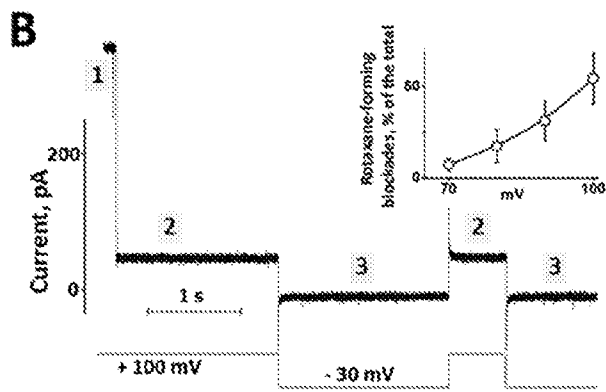 B
1
Current, pA
200
0
2
3
2
3
1 s
+ 100 mV
- 30 mV
Rotaxane-forming
blockades, % of the total
0
70
mV
100